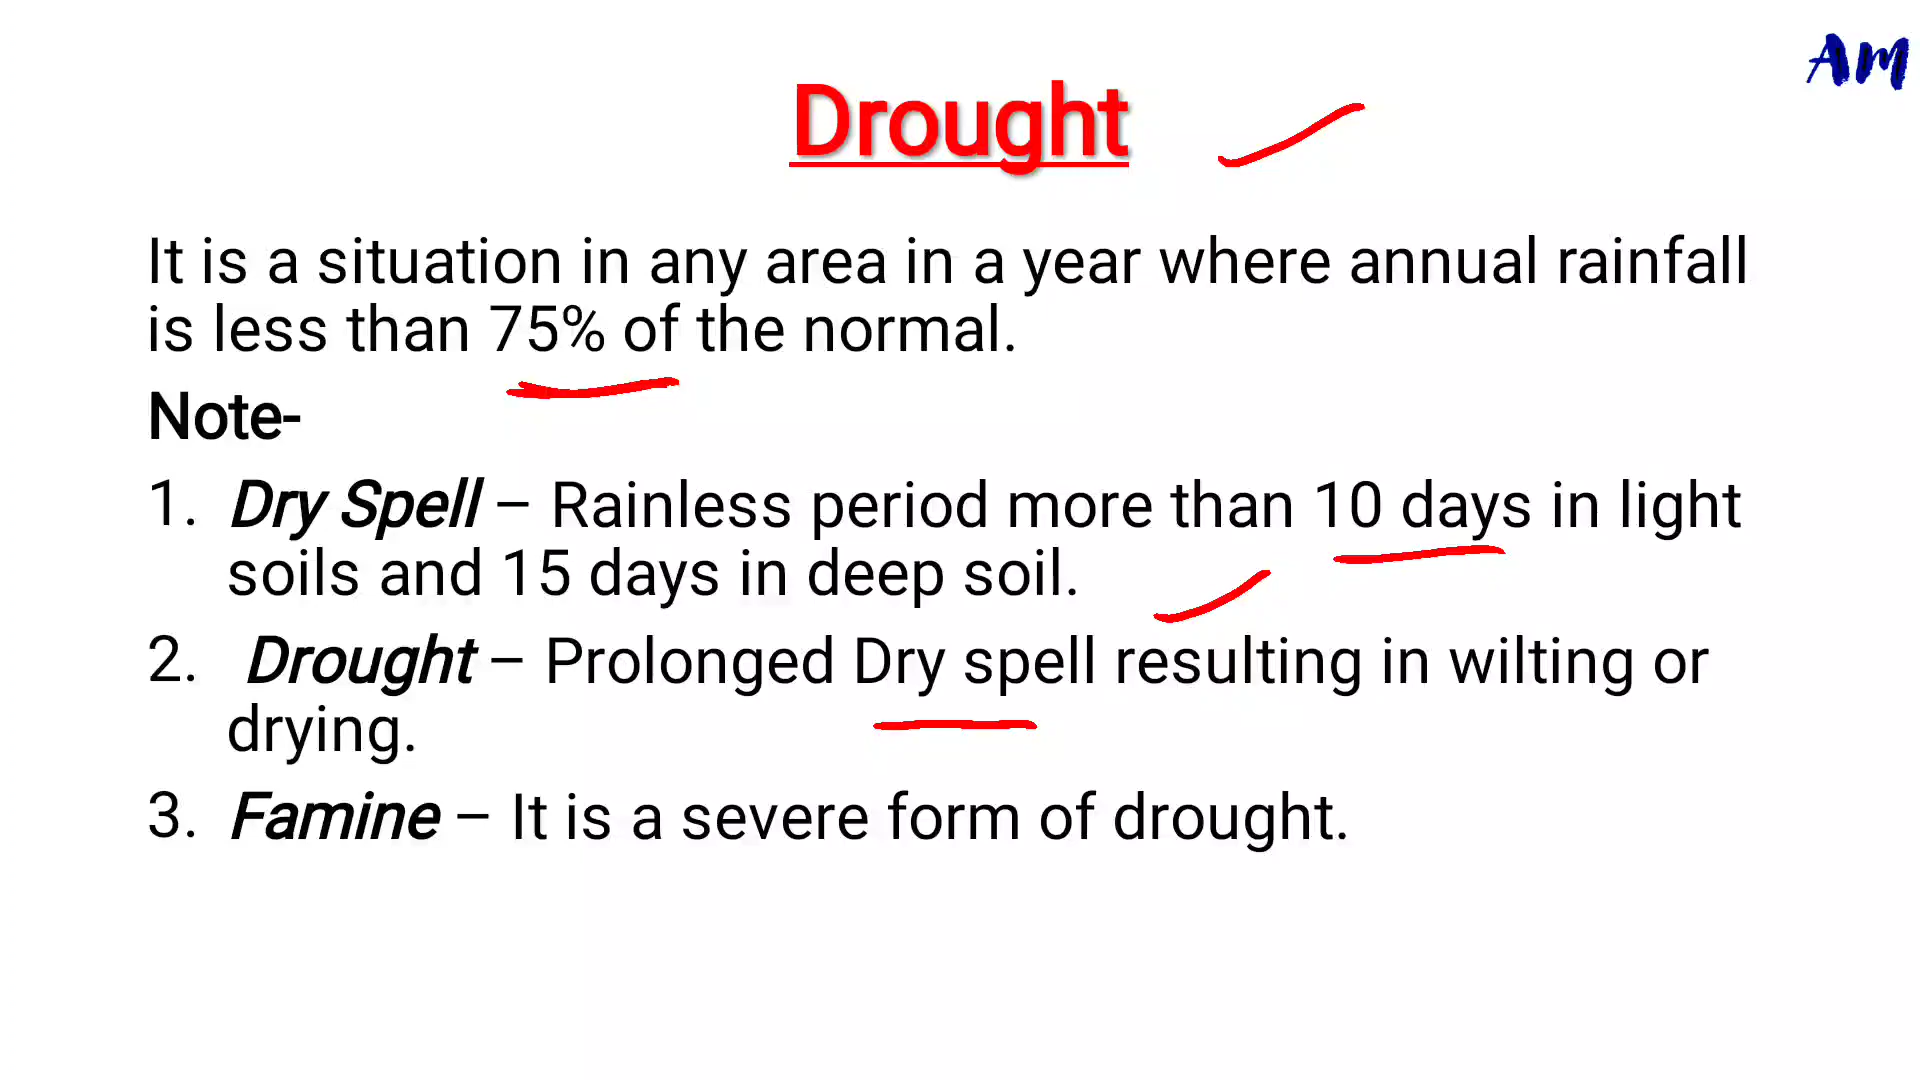 AM
Drought
It is a situation in any area in a year where annual rainfall
is less than 75% of the normal.
Note-
1. Dry Spell – Rainless period more than 10 days in light
soils and 15 days in deep soil.
2. Drought – Prolonged Dry spell resulting in wilting or
drying.
3. Famine – It is a severe form of drought.